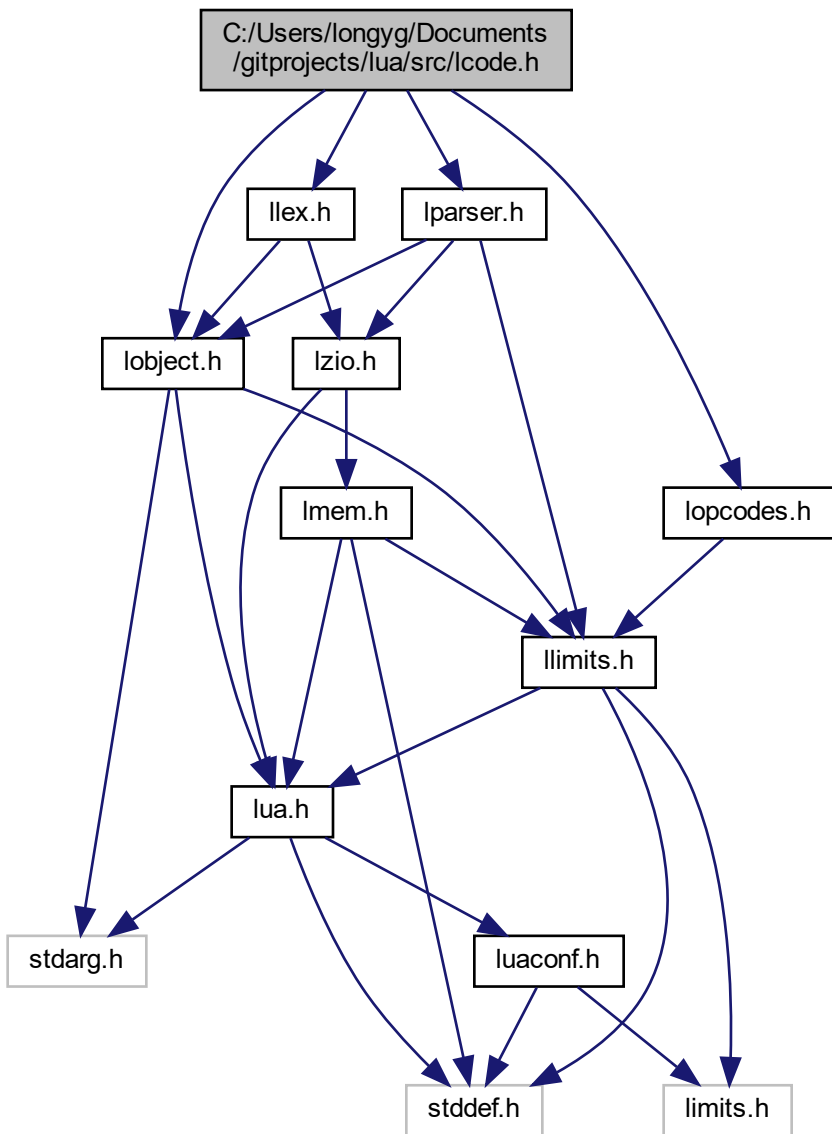 C:/Users/longyg/Documents
/gitprojects/lua/src/lcode.h
llex.h
lparser.h
lobject.h
lzio.h
lmem.h
lopcodes.h
llimits.h
lua.h
stdarg.h
luaconf.h
stddef.h
limits.h